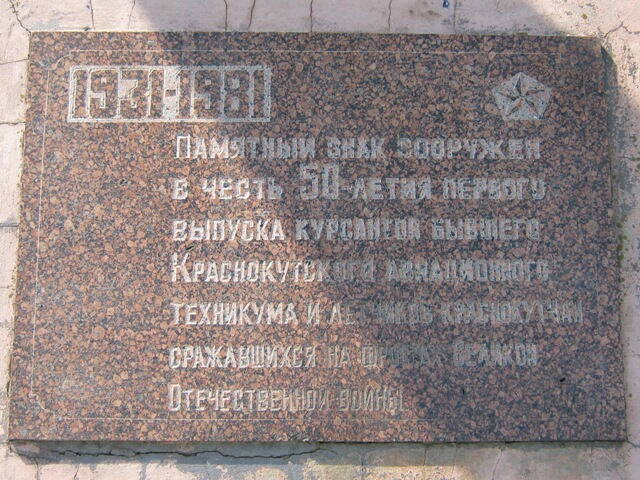 1931-1981
Памятный знак сооружен
в честь 50-летия первого
выпуска курсантов бывшего
Краснокутского авиационного
техникума и летчиков-краснокутчан
сражавшихся на фронтах Великой
Отечественной войны